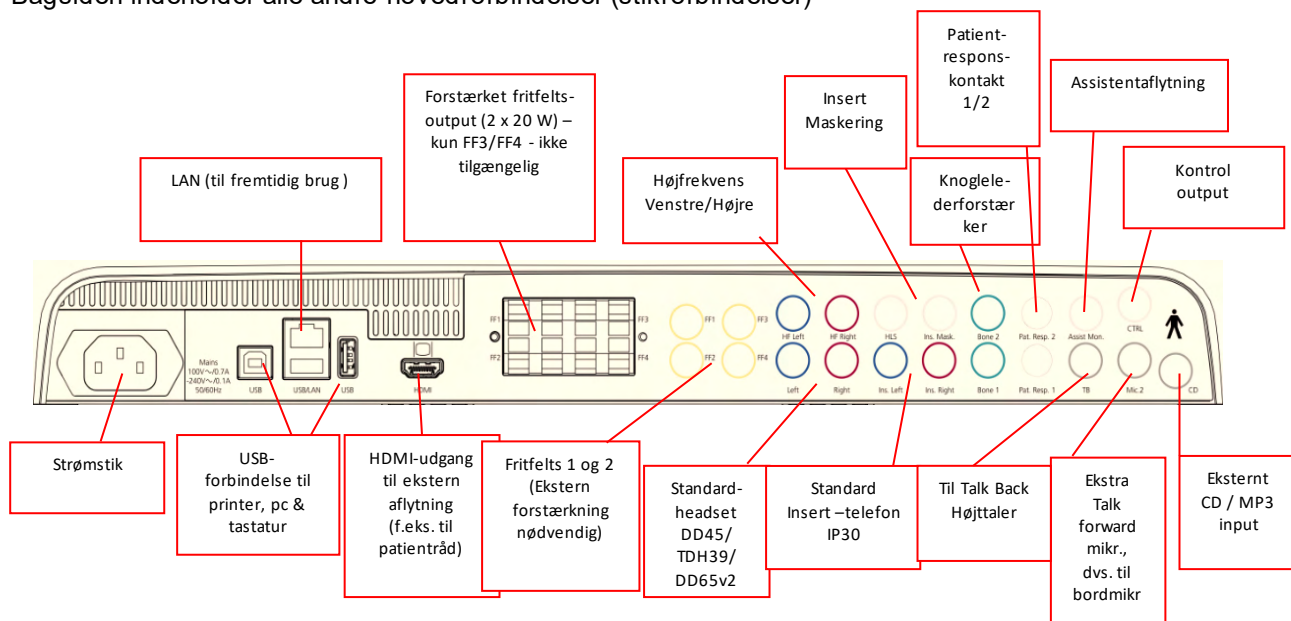 Bagsiden indeholder alle andre hovedforbindelser (stikforbindelser)
Patient-
respons-
kontakt
1/2
Forstærket fritfelts-
output (2 x 20 W) –
kun FF3/FF4 - ikke
tilgængelig
Insert
Maskering
Assistentaflytning
LAN (til fremtidig brug )
Højfrekvens
Venstre/Højre
Knoglele-
derforstær
ker
Kontrol
output
Mains
100V~/0.7A
-240V~/0.1A
50/60Hz
USB
USB/LAN
USB
HDMI
FF1
FF2
FF3
FF4
FF1
FF2
FF3
FF4
HF Left
HF Right
HLS
Ins. Mask.
Bone 2
Pat. Resp. 2
Assist Mon.
CTRL
Left
Right
Ins. Left
Ins. Right
Bone 1
Pat. Resp. 1
TB
Mic.2
CD
Strømstik
USB-
forbindelse til
printer, pc &
tastatur
HDMI-udgang
til ekstern
aflytning
(f.eks. til
patientråd)
Fritfelts 1 og 2
(Ekstern
forstærkning
nødvendig)
Standard-
headset
DD45/
TDH39/
DD65v2
Standard
Insert –telefon
IP30
Til Talk Back
Højttaler
Ekstra
Talk
forward
mikr.,
dvs. til
bordmikr
Eksternt
CD / MP3
input